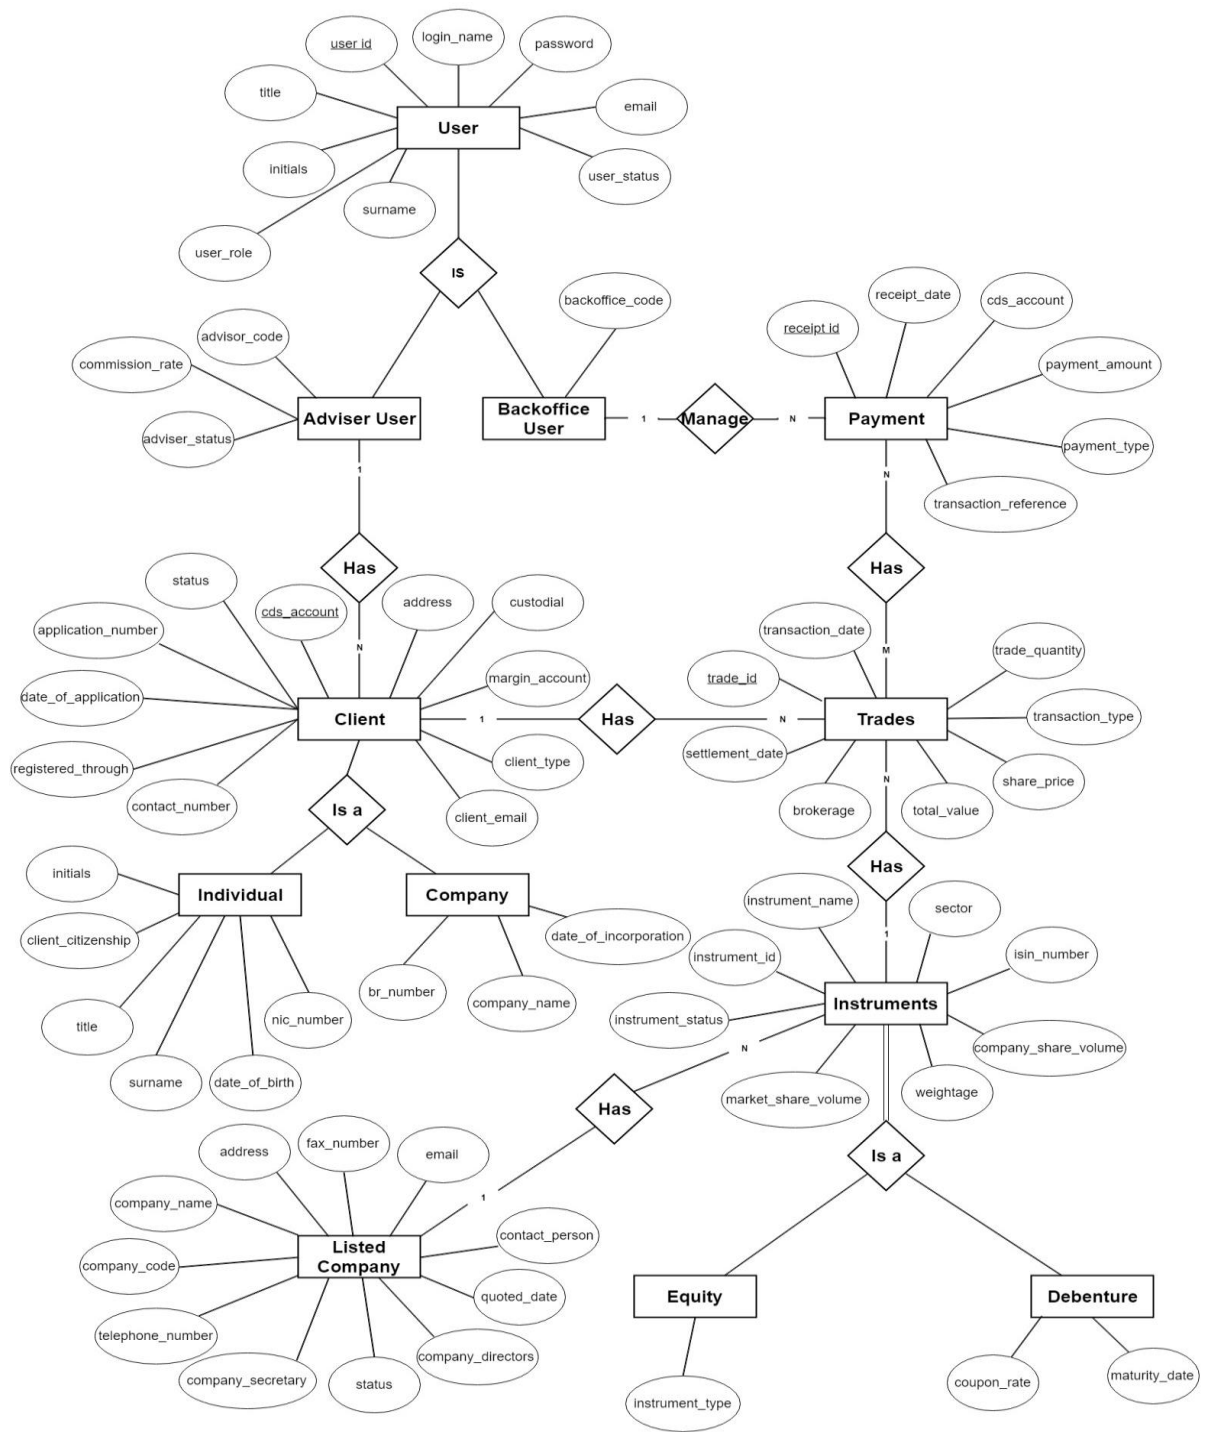 user id
login_name
password
title
email
User
initials
user_status
surname
user_role
IS
backoffice_code
receipt_date
cds_account
receipt id
advisor_code
commission_rate
payment_amount
Adviser User
Backoffice
User
1
Manage
N
Payment
adviser_status
payment_type
1
N
transaction_reference
Has
Has
status
cds_account
address
custodial
application_number
transaction_date
N
M
trade_quantity
margin_account
trade_id
date_of_application
Client
1
Has
N
Trades
transaction_type
settlement_date
registered_through
client_type
share_price
N
contact_number
Is a
client_email
brokerage
total_value
Has
initials
Individual
Company
instrument_name
sector
client_citizenship
date_of_incorporation
1
instrument_id
isin_number
br_number
company_name
Instruments
title
nic_number
instrument_status
N
company_share_volume
surname
date_of_birth
market_share_volume
weightage
Has
address
fax_number
email
Is a
company_name
1
contact_person
Listed
Company
company_code
quoted_date
Equity
Debenture
telephone_number
company_directors
company_secretary
status
coupon_rate
maturity_date
instrument_type